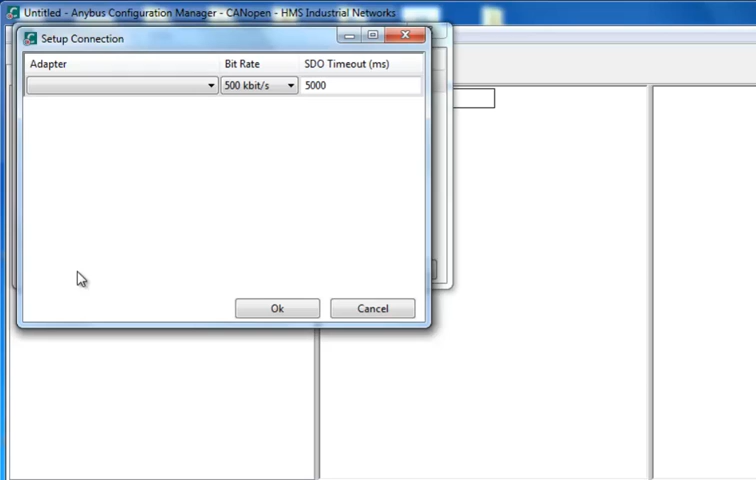 Untitled - Anybus Configuration Manager - CANopen - HMS Industrial Networks
Setup Connection
Adapter Bit Rate SDO Timeout (ms)
500 kbit/s 5000
Ok Cancel